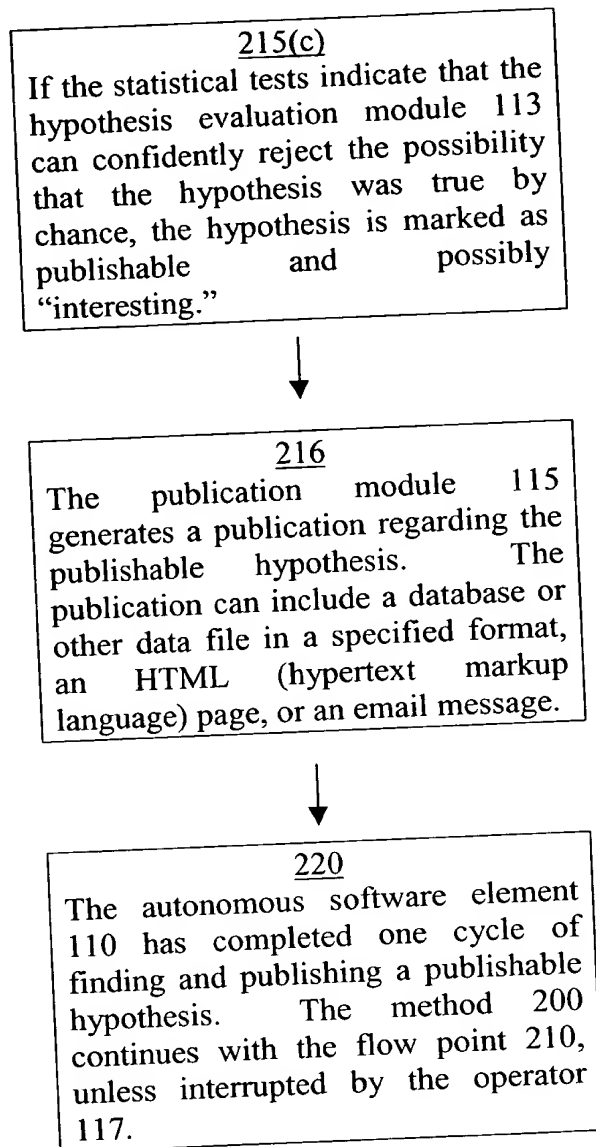 215(c)
If the statistical tests indicate that the
hypothesis evaluation module 113
can confidently reject the possibility
that the hypothesis was true by
chance, the hypothesis is marked as
publishable and possibly
“interesting.”
216
The publication module 115
generates a publication regarding the
publishable hypothesis. The
publication can include a database or
other data file in a specified format,
an HTML (hypertext markup
language) page, or an email message.
220
The autonomous software element
110 has completed one cycle of
finding and publishing a publishable
hypothesis. The method 200
continues with the flow point 210,
unless interrupted by the operator
117.